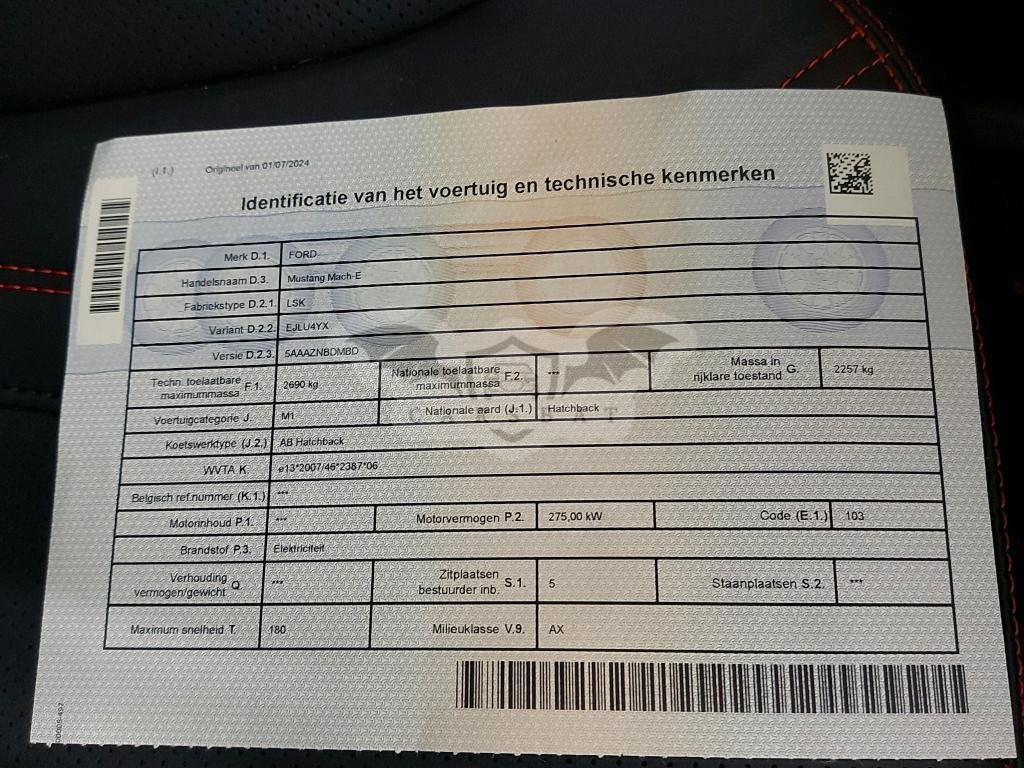 (I.1.) Origineel van 01/07/2024
Identificatie van het voertuig en technische kenmerken
Merk D.1. FORD
Handelsnaam D.3. Mustang Mach-E
Fabriekstype D.2.1. LSK
Variant D.2.2. EJLU4YX
Versie D.2.3. 5AAAZNBDMBD
Techn. toelaatbare maximummassa F.1. 2690 kg Nationale toelaatbare maximummassa F.2. *** Massa in rijklare toestand G. 2257 kg
Voertuigcategorie J. M1 Nationale aard (J.1.) Hatchback
CARSBAT
Koetswerktype (J.2.) AB Hatchback
WVTA K. e13*2007/46*2387*06
Belgisch ref.nummer (K.1.) ***
Motorinhoud P.1. *** Motorvermogen P.2. 275,00 kW Code (E.1.) 103
Brandstof P.3. Elektriciteit
Verhouding vermogen/gewicht Q. *** Zitplaatsen bestuurder inb. S.1. 5 Staanplaatsen S.2. ***
Maximum snelheid T. 180 Milieuklasse V.9. AX